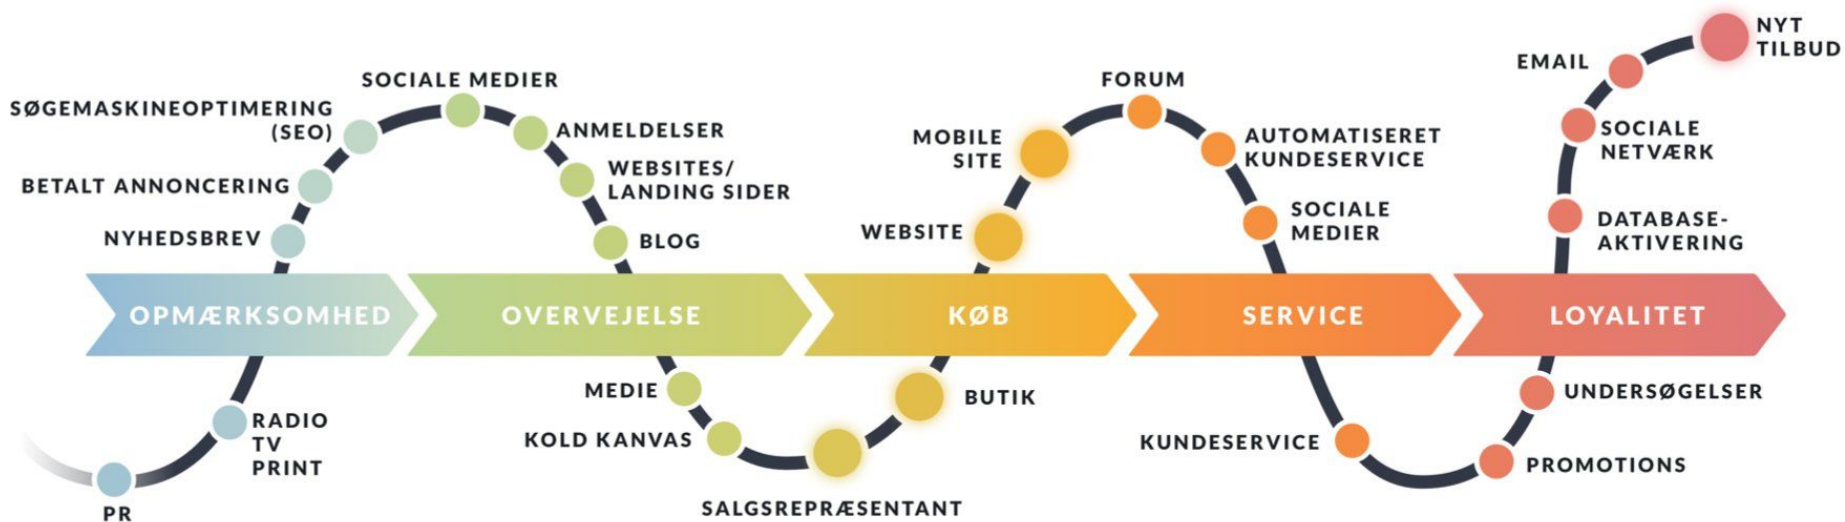 NYT
TILBUD
EMAIL
SOCIALE MEDIER
FORUM
SØGEMASKINEOPTIMERING
(SEO)
ANMELDELSER
MOBILE
SITE
AUTOMATISERET
KUNDESERVICE
SOCIALE
NETVÆRK
BETALT ANNONCERING
WEBSITES/
LANDING SIDER
NYHEDSBREV
BLOG
WEBSITE
SOCIALE
MEDIER
DATABASE-
AKTIVERING
OPMÆRKSOMHED
OVERVEJELSE
KØB
SERVICE
LOYALITET
RADIO
TV
PRINT
MEDIE
BUTIK
UNDERSØGELSER
KOLD KANVAS
KUNDESERVICE
PROMOTIONS
PR
SALGSREPRÆSENTANT